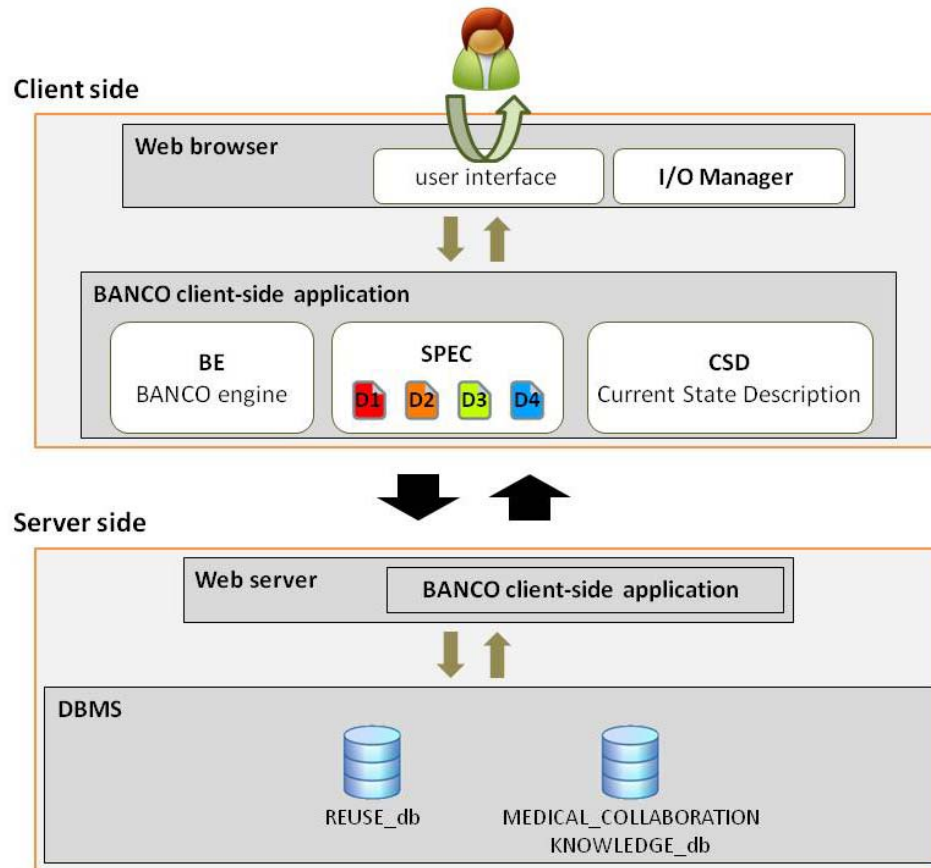 Client side
Web browser
user interface
I/O Manager
BANCO client-side application
BE
BANCO engine
SPEC
D1 D2 D3 D4
CSD
Current State Description
Server side
Web server
BANCO client-side application
DBMS
REUSE_db
MEDICAL_COLLABORATION
KNOWLEDGE_db